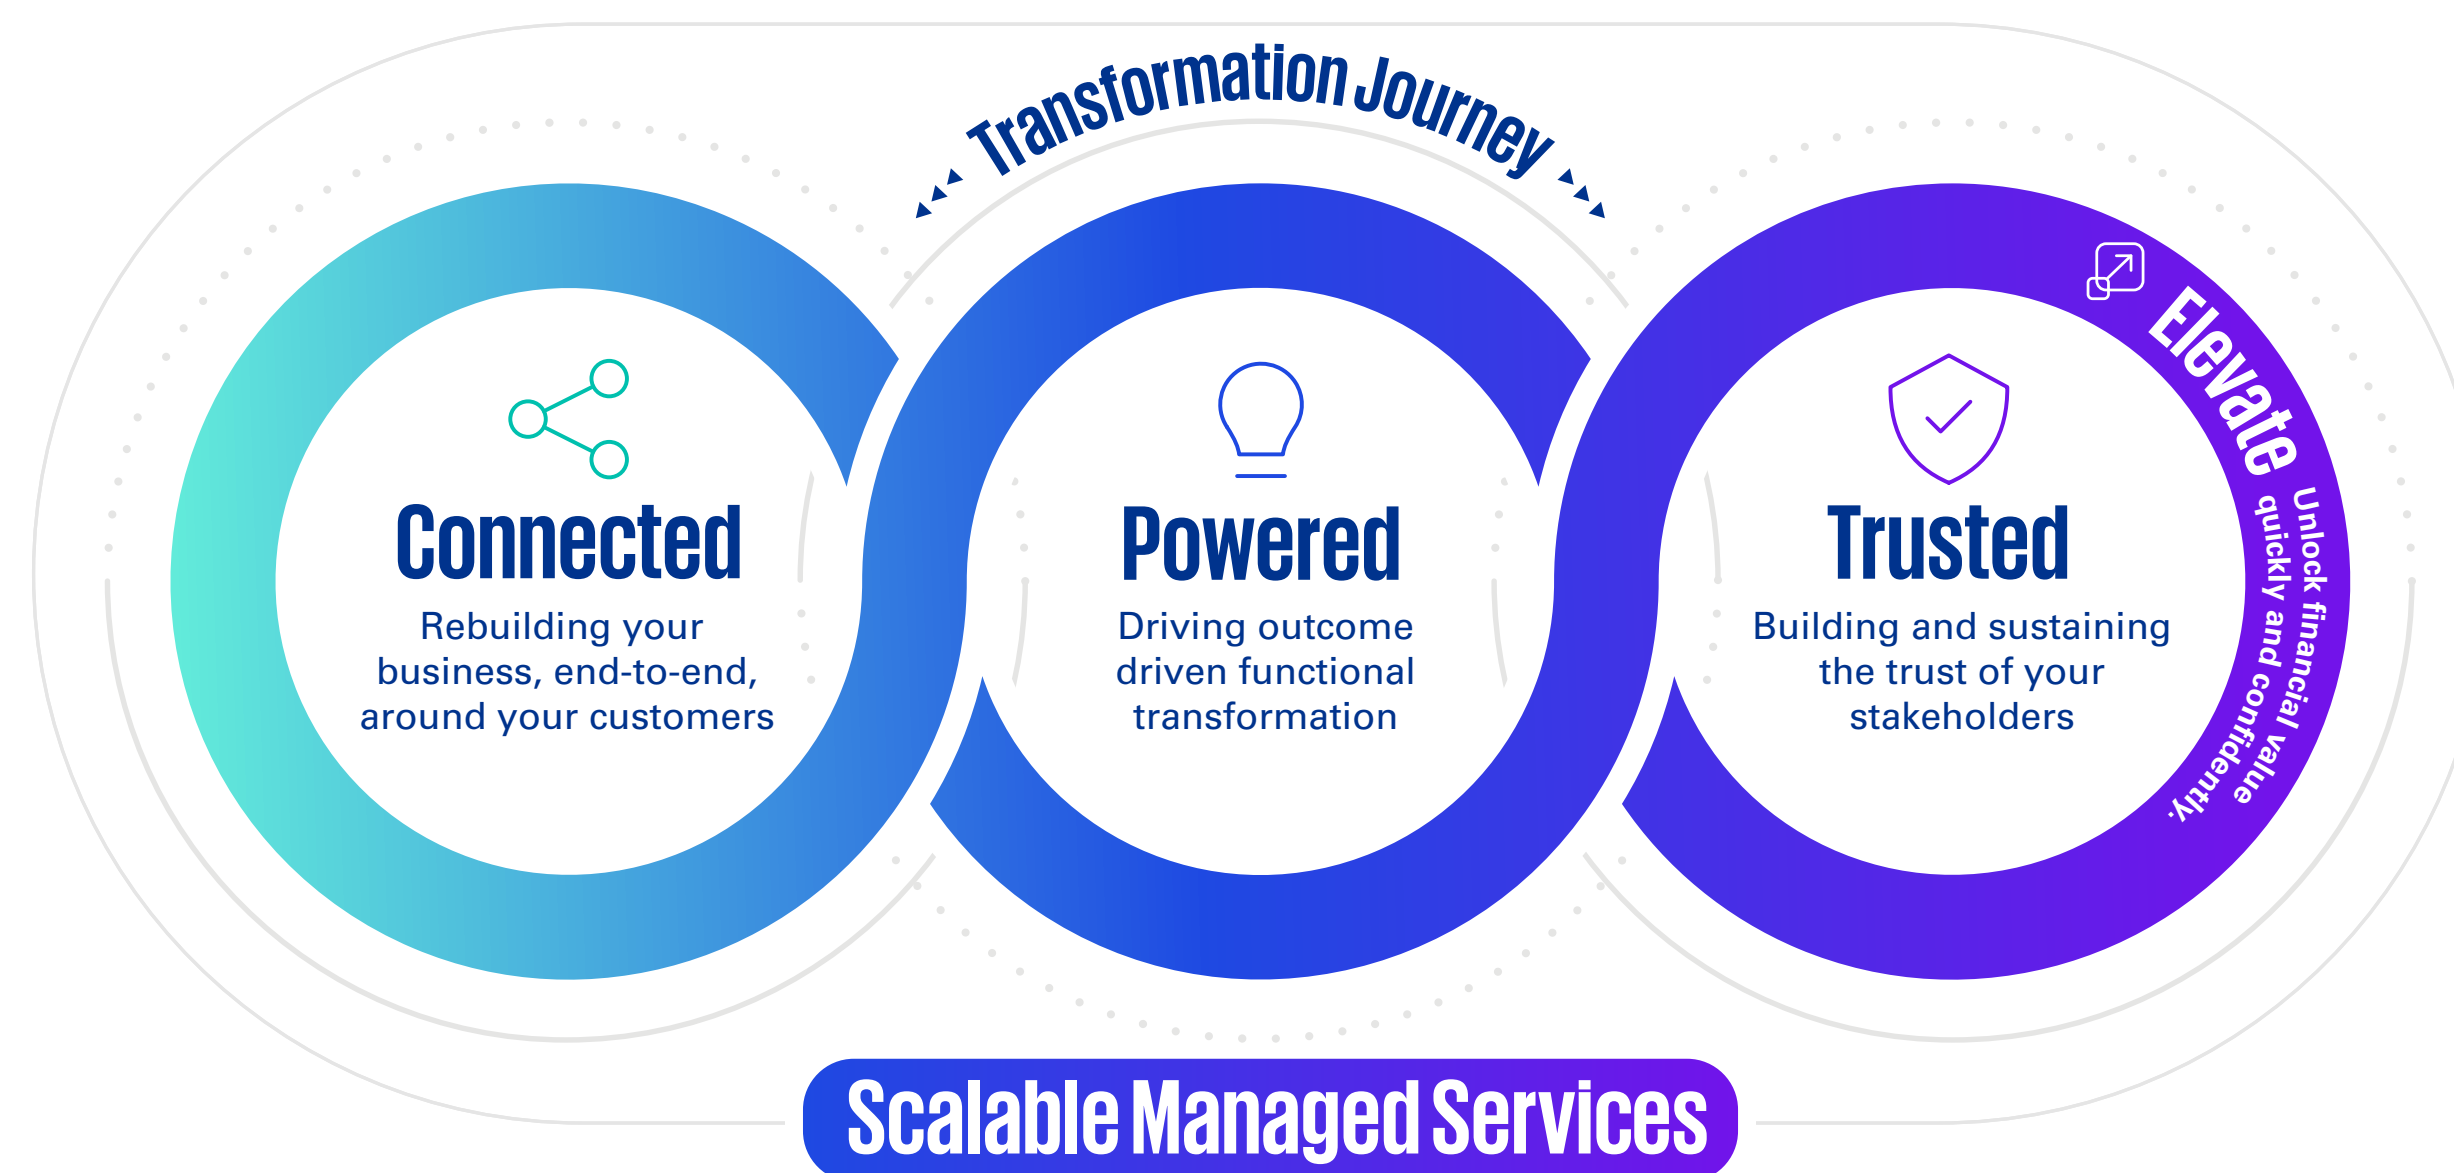 Transformation Journey
Connected
Rebuilding your
business, end-to-end,
around your customers
Powered
Driving outcome
driven functional
transformation
Trusted
Building and sustaining
the trust of your
stakeholders
Elevate
Unlock financial value
quickly and confidently.
Scalable Managed Services